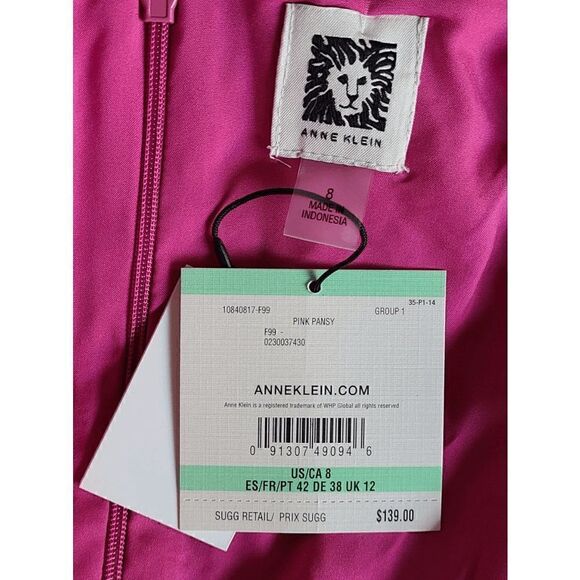 ANNE KLEIN
8
MADE IN
INDONESIA
35-P1-14
10840817-F99 GROUP 1
PINK PANSY
F99 -
0230037430
ANNEKLEIN.COM
Anne Klein is a registered trademark of WHP Global all rights reserved
0 91307 49094 6
US/CA 8
ES/FR/PT 42 DE 38 UK 12
SUGG RETAIL/ PRIX SUGG $139.00